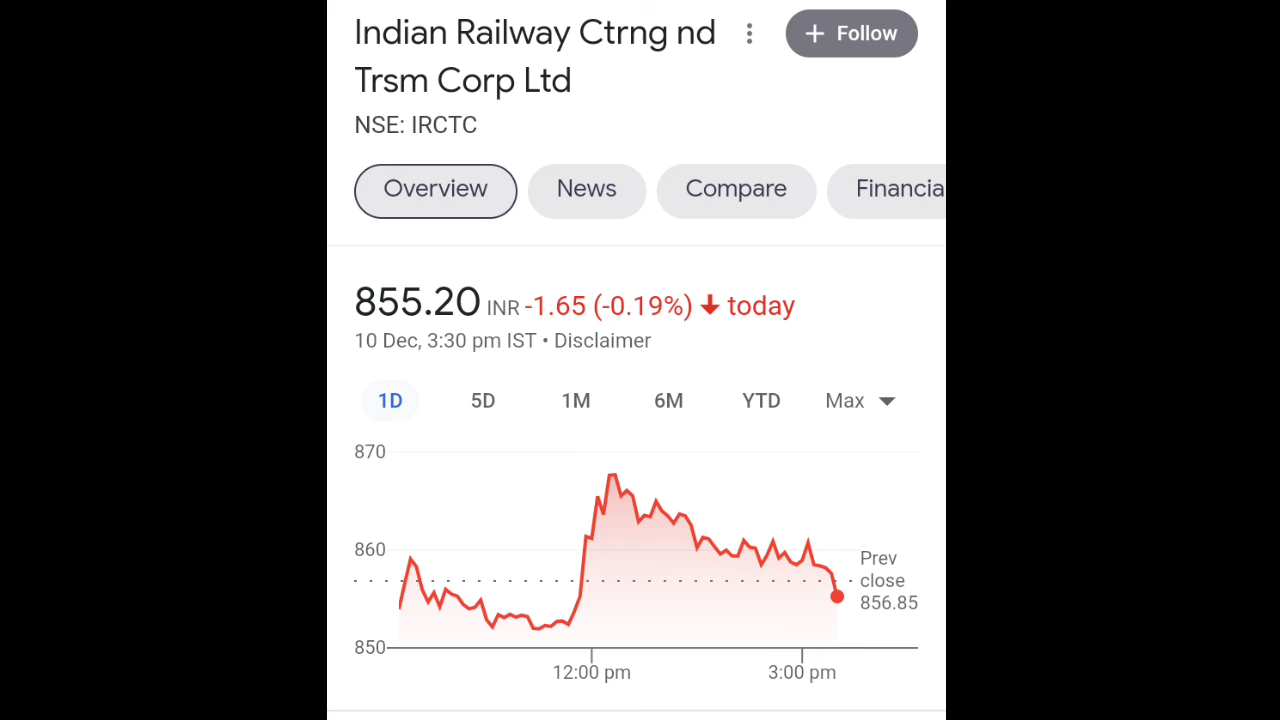 Indian Railway Ctrng nd
Trsm Corp Ltd
+ Follow
NSE: IRCTC
Overview News Compare Financia
855.20 INR -1.65 (-0.19%) ↓ today
10 Dec, 3:30 pm IST • Disclaimer
1D 5D 1M 6M YTD Max
870
860
850
Prev
close
856.85
12:00 pm 3:00 pm